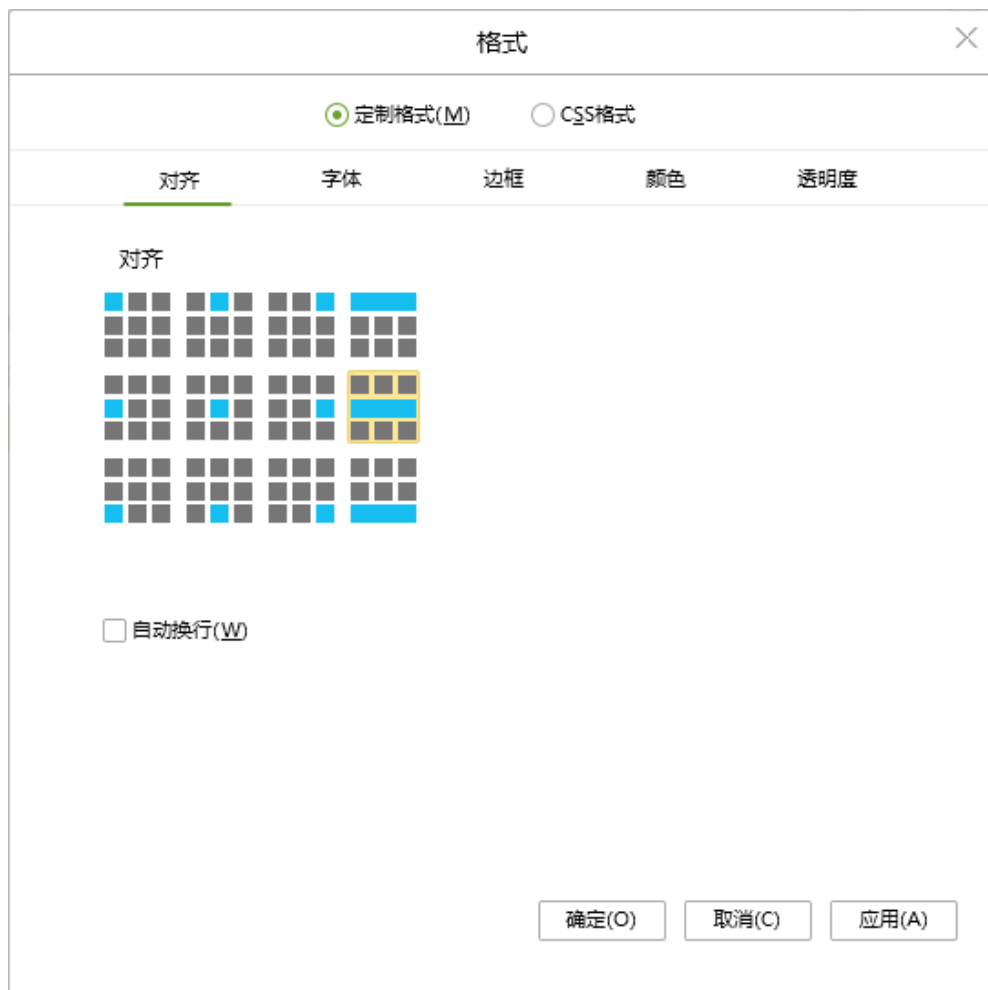 格式
定制格式(M) CSS格式
对齐 字体 边框 颜色 透明度
对齐
自动换行(W)
确定(O) 取消(C) 应用(A)